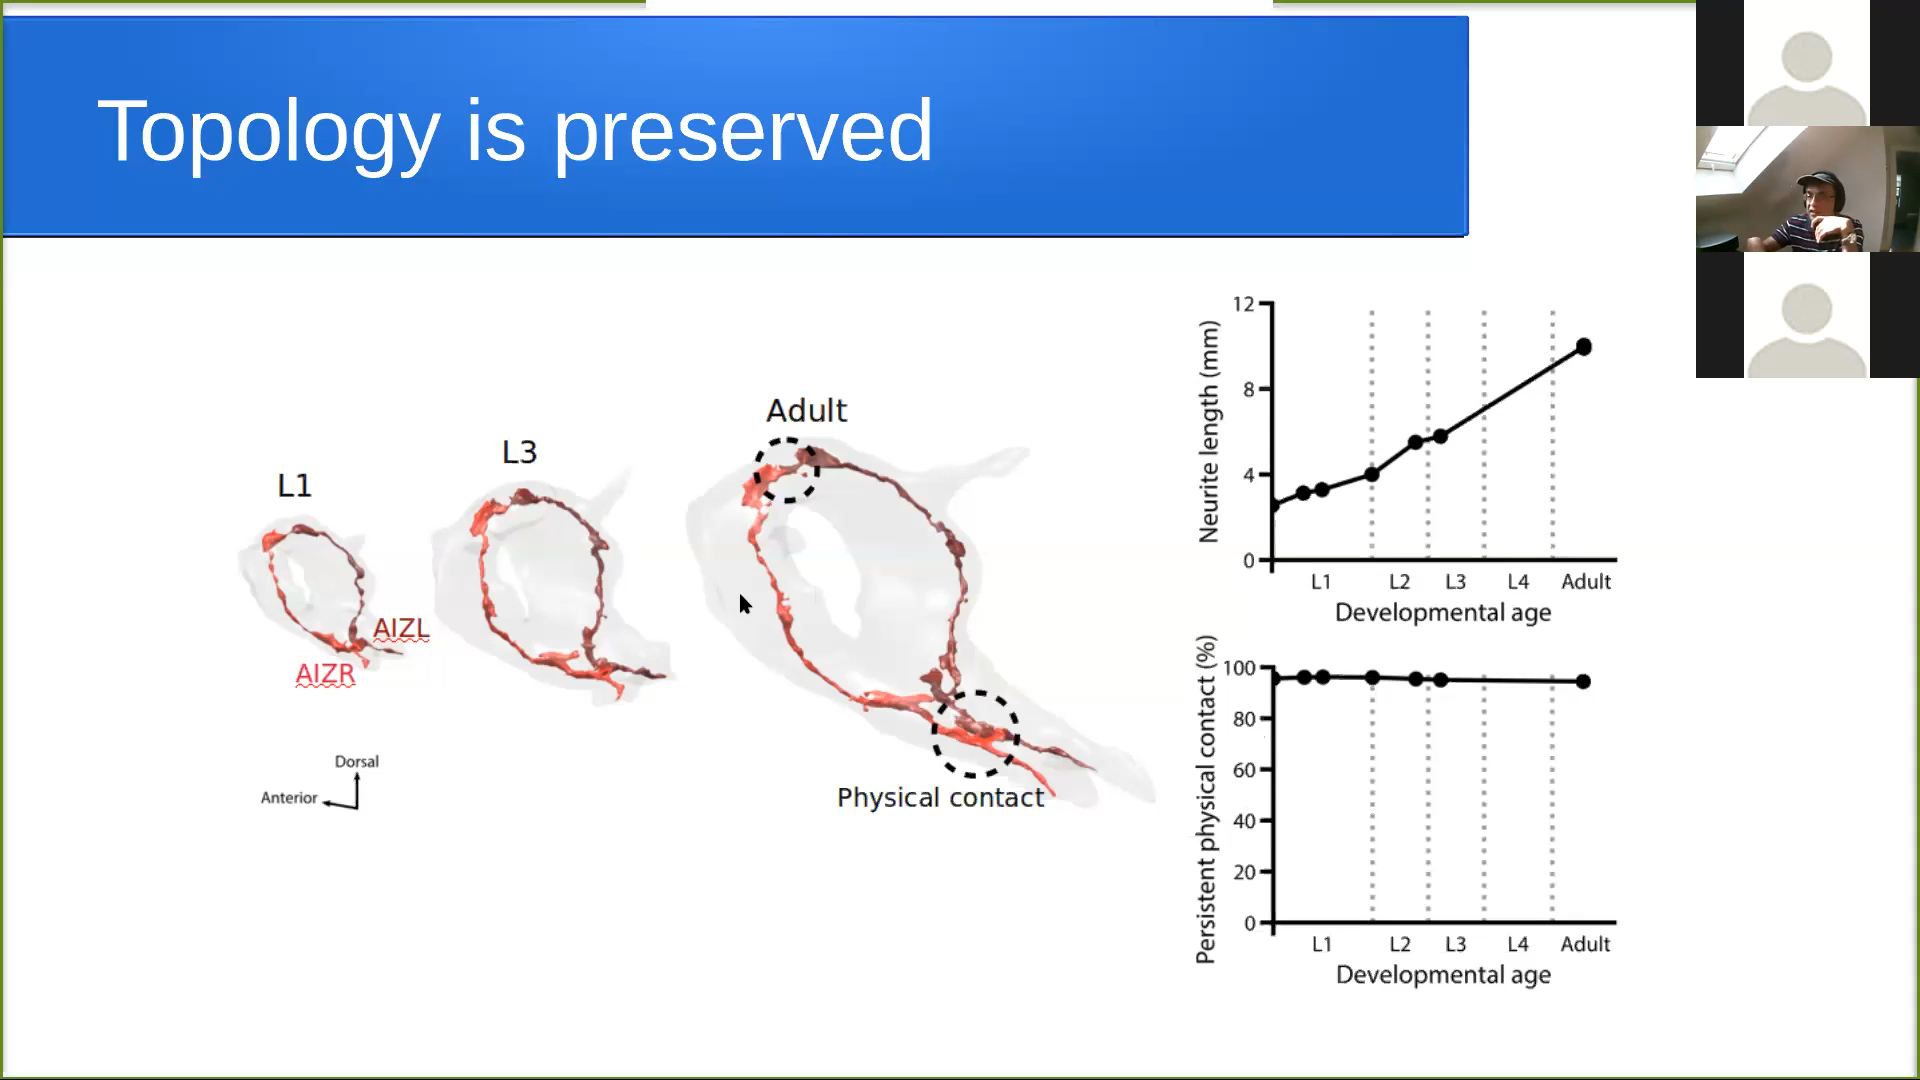 Topology is preserved
L1
L3
Adult
AIZL
AIZR
Dorsal
Anterior
Physical contact
12
8
4
0
Neurite length (mm)
L1 L2 L3 L4 Adult
Developmental age
100
80
60
40
20
0
Persistent physical contact (%)
L1 L2 L3 L4 Adult
Developmental age